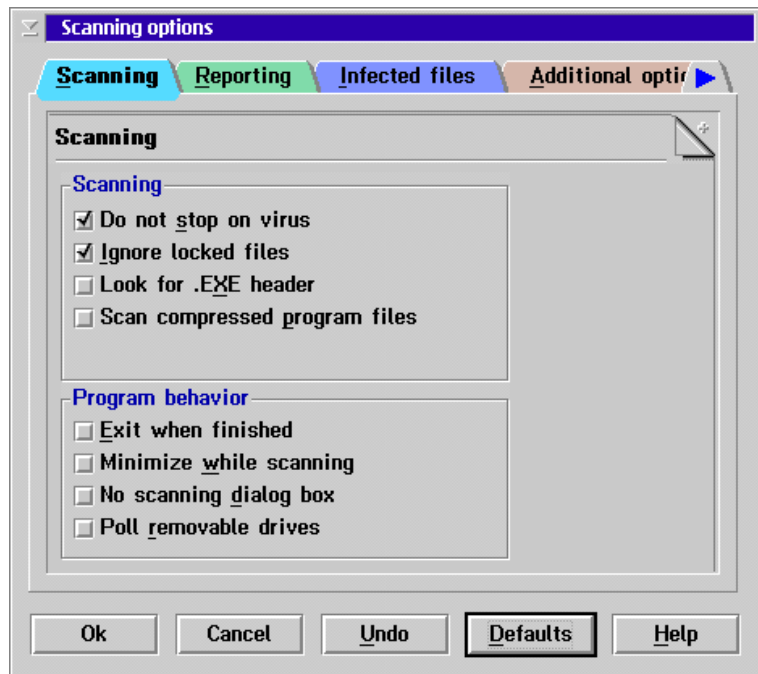 Scanning options
Scanning Reporting Infected files Additional
Scanning
Scanning
Do not stop on virus
Ignore locked files
Look for .EXE header
Scan compressed program files
Program behavior
Exit when finished
Minimize while scanning
No scanning dialog box
Poll removable drives
Ok Cancel Undo Defaults Help